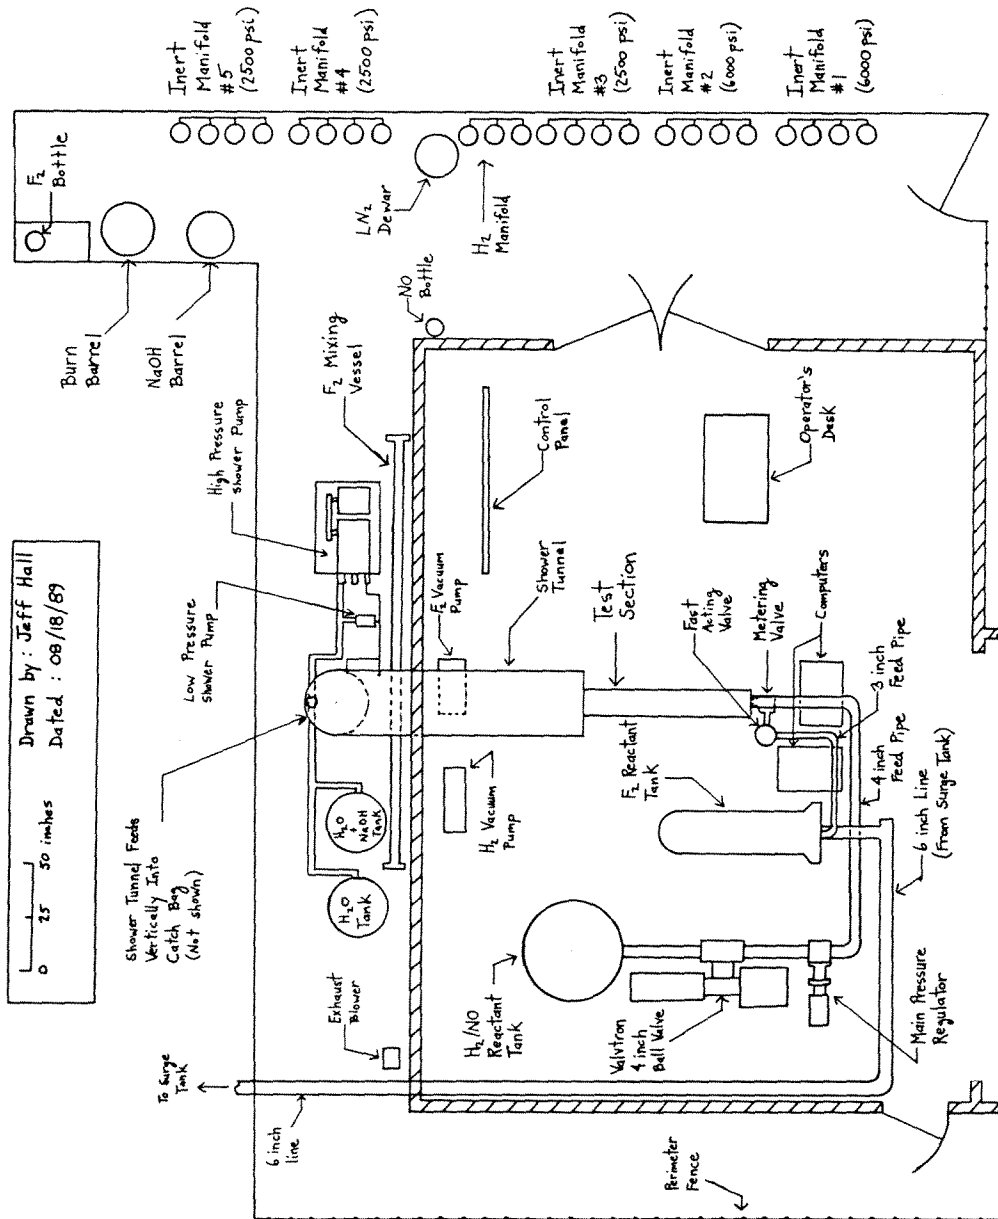 Drawn by : Jeff Hall
Dated : 08/18/89
0 25 50 inches
Shower Tunnel Feeds
Vertically Into
Catch Bag
(Not shown)
Low Pressure
Shower Pump
High Pressure
Shower Pump
Burn
Barrel
NaOH
Barrel
F₂
Bottle
F₂ Mixing
Vessel
NO
Bottle
LN₂
Dewar
H₂
Manifold
Inert
Manifold
#5
(2500 psi)
Inert
Manifold
#4
(2500 psi)
Inert
Manifold
#3
(2500 psi)
Inert
Manifold
#2
(6000 psi)
Inert
Manifold
#1
(6000 psi)
To Surge
Tank
6 inch
line
Exhaust
Blower
H₂O
Tank
H₂O
+
NaOH
Tank
H₂ Vacuum
Pump
F₂ Vacuum
Pump
Control
Panel
Shower
Tunnel
Test
Section
Operator's
Desk
Fast
Acting
Valve
Metering
Valve
Computers
3 inch
Feed Pipe
4 inch
Feed Pipe
6 inch Line
(From Surge Tank)
F₂ Reactant
Tank
H₂/NO
Reactant
Tank
Valvtron
4 inch
Ball Valve
Main Pressure
Regulator
Perimeter
Fence